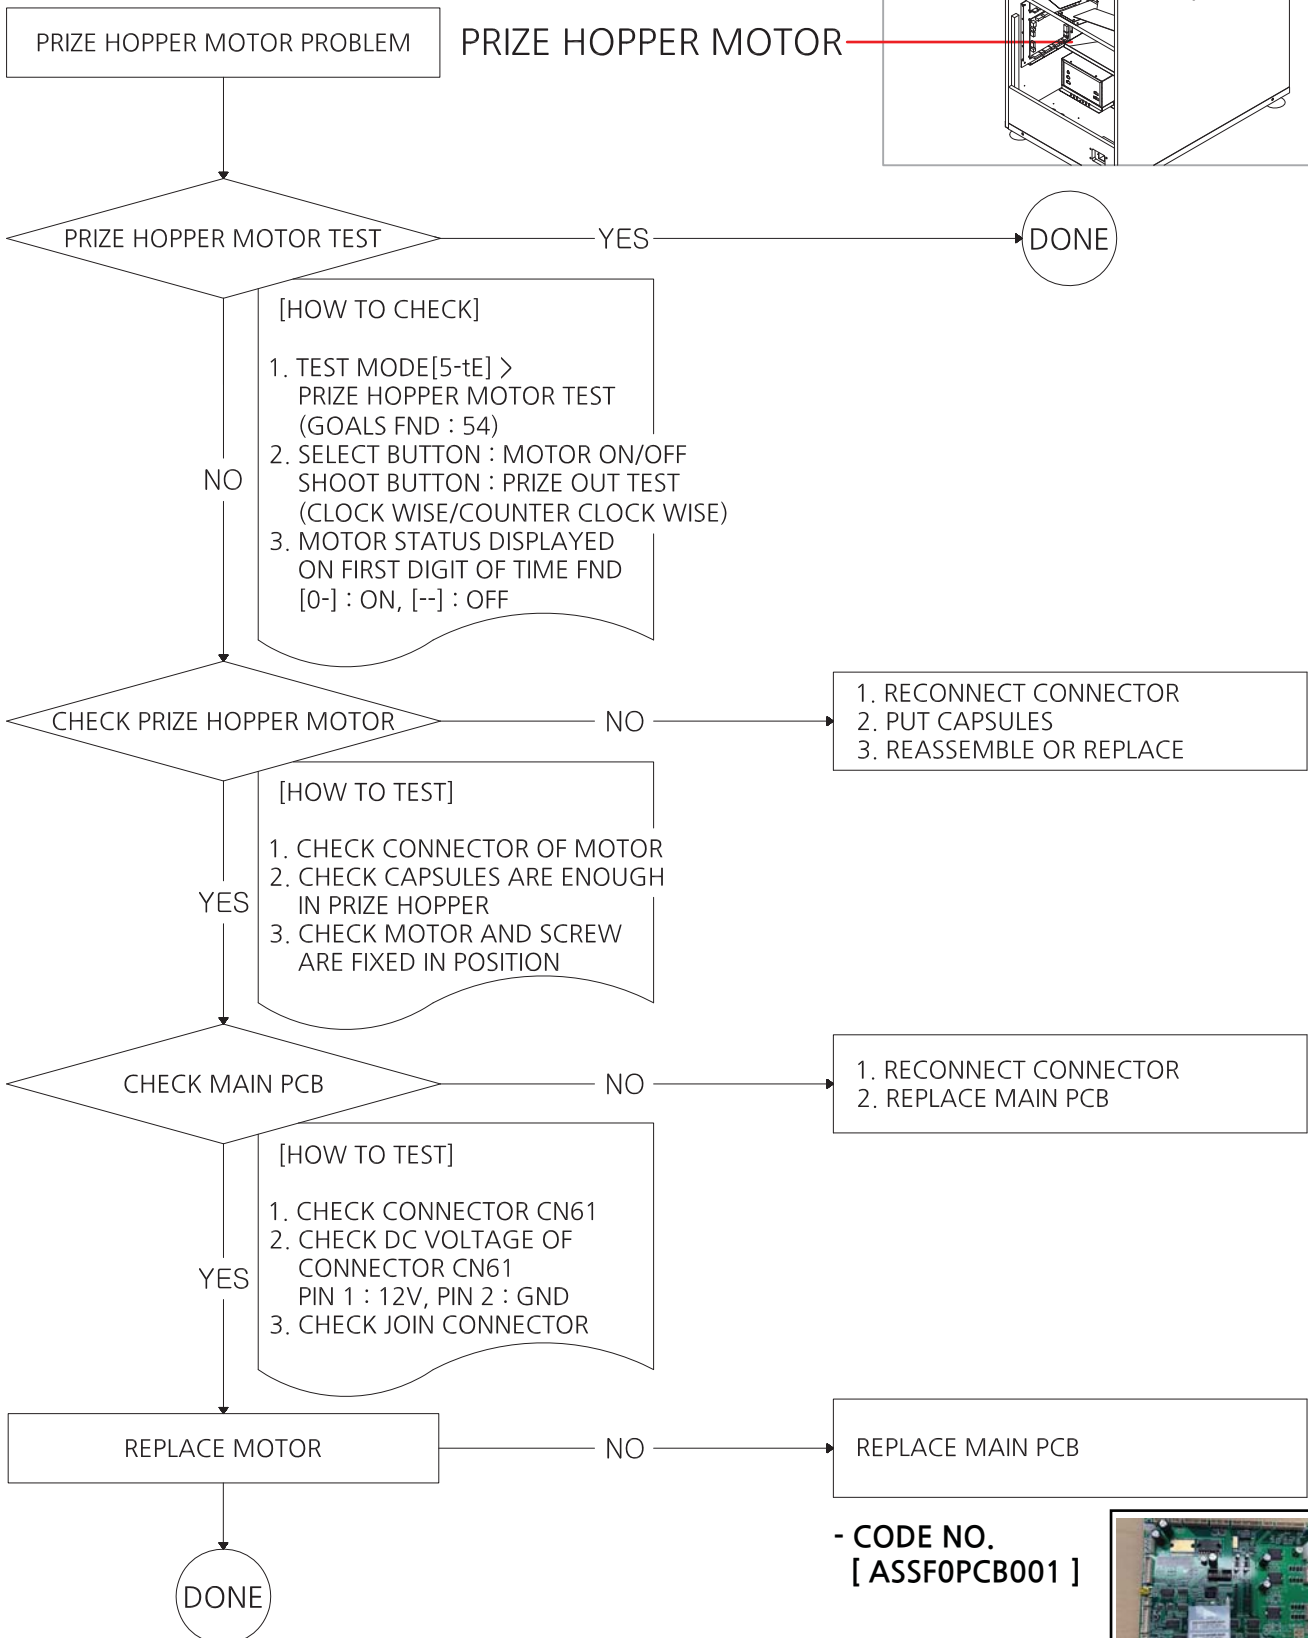 PRIZE HOPPER MOTOR PROBLEM
PRIZE HOPPER MOTOR
PRIZE HOPPER MOTOR TEST
YES
DONE
[HOW TO CHECK]
1. TEST MODE[5-tE] >
PRIZE HOPPER MOTOR TEST
(GOALS FND : 54)
2. SELECT BUTTON : MOTOR ON/OFF
SHOOT BUTTON : PRIZE OUT TEST
(CLOCK WISE/COUNTER CLOCK WISE)
3. MOTOR STATUS DISPLAYED
ON FIRST DIGIT OF TIME FND
[0-] : ON, [--] : OFF
NO
CHECK PRIZE HOPPER MOTOR
NO
1. RECONNECT CONNECTOR
2. PUT CAPSULES
3. REASSEMBLE OR REPLACE
[HOW TO TEST]
1. CHECK CONNECTOR OF MOTOR
2. CHECK CAPSULES ARE ENOUGH
IN PRIZE HOPPER
3. CHECK MOTOR AND SCREW
ARE FIXED IN POSITION
YES
CHECK MAIN PCB
NO
1. RECONNECT CONNECTOR
2. REPLACE MAIN PCB
[HOW TO TEST]
1. CHECK CONNECTOR CN61
2. CHECK DC VOLTAGE OF
CONNECTOR CN61
PIN 1 : 12V, PIN 2 : GND
3. CHECK JOIN CONNECTOR
YES
REPLACE MOTOR
NO
REPLACE MAIN PCB
- CODE NO.
[ ASSF0PCB001 ]
DONE